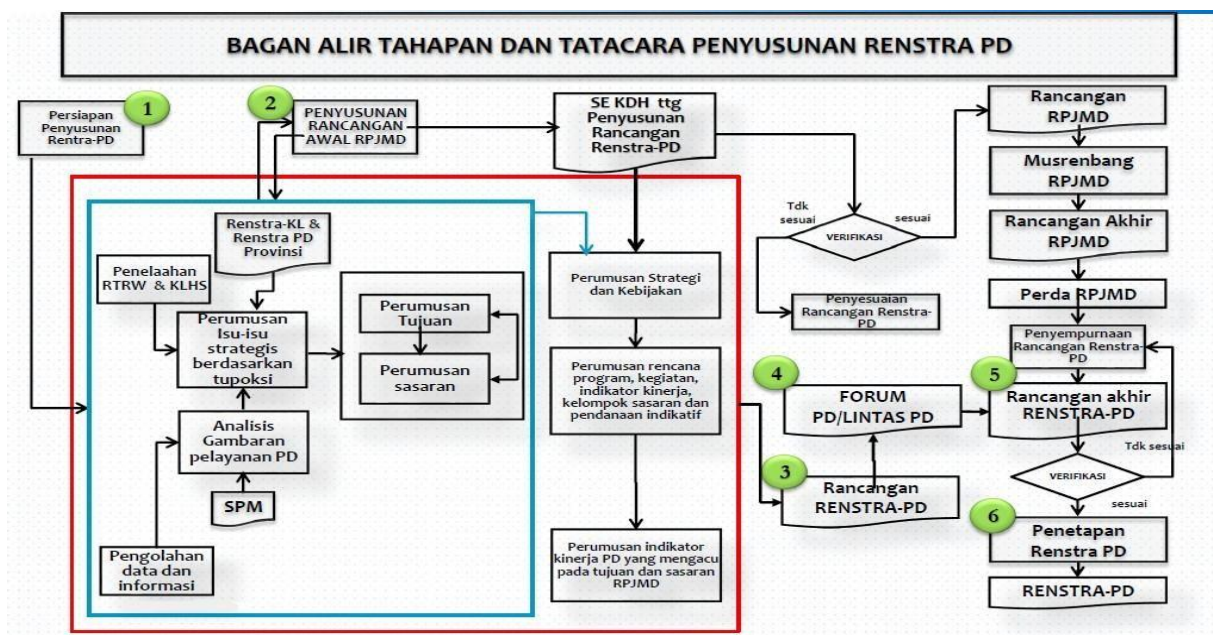 BAGAN ALIR TAHAPAN DAN TATACARA PENYUSUNAN RENSTRA PD
1
Persiapan
Penyusunan
Rentra-PD
2
PENYUSUNAN
RANCANGAN
AWAL RPJMD
SE KDH ttg
Penyusunan
Rancangan
Renstra-PD
Renstra-KL &
Renstra PD
Provinsi
Penelaahan
RTRW & KLHS
Perumusan
Isu-isu
strategis
berdasarkan
tupoksi
Perumusan
Tujuan
Perumusan
sasaran
Analisis
Gambaran
pelayanan PD
SPM
Pengolahan
data dan
informasi
Perumusan Strategi
dan Kebijakan
Perumusan rencana
program, kegiatan,
indikator kinerja,
kelompok sasaran dan
pendanaan indikatif
Perumusan indikator
kinerja PD yang mengacu
pada tujuan dan sasaran
RPJMD
Tdk
sesuai
VERIFIKASI
sesuai
Penyesuaian
Rancangan Renstra-
PD
3
Rancangan
RENSTRA-PD
4
FORUM
PD/LINTAS PD
Rancangan
RPJMD
Musrenbang
RPJMD
Rancangan Akhir
RPJMD
Perda RPJMD
Penyempurnaan
Rancangan Renstra-
PD
5
Rancangan akhir
RENSTRA-PD
Tdk sesuai
VERIFIKASI
sesuai
6
Penetapan
Renstra PD
RENSTRA-PD